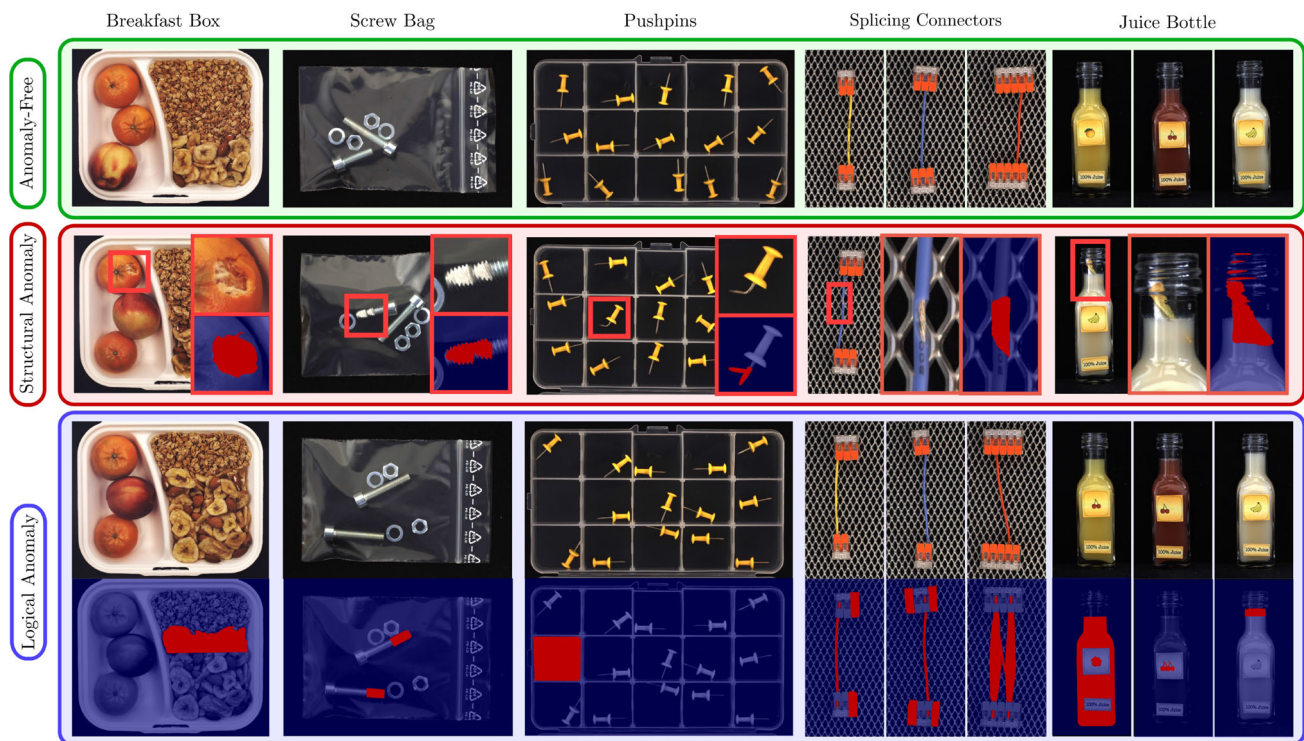 Breakfast Box
Screw Bag
Pushpins
Splicing Connectors
Juice Bottle
Anomaly-Free
100% Juice
100% Juice
100% Juice
Structural Anomaly
100% Juice
Logical Anomaly
100% Juice
100% Juice
100% Juice